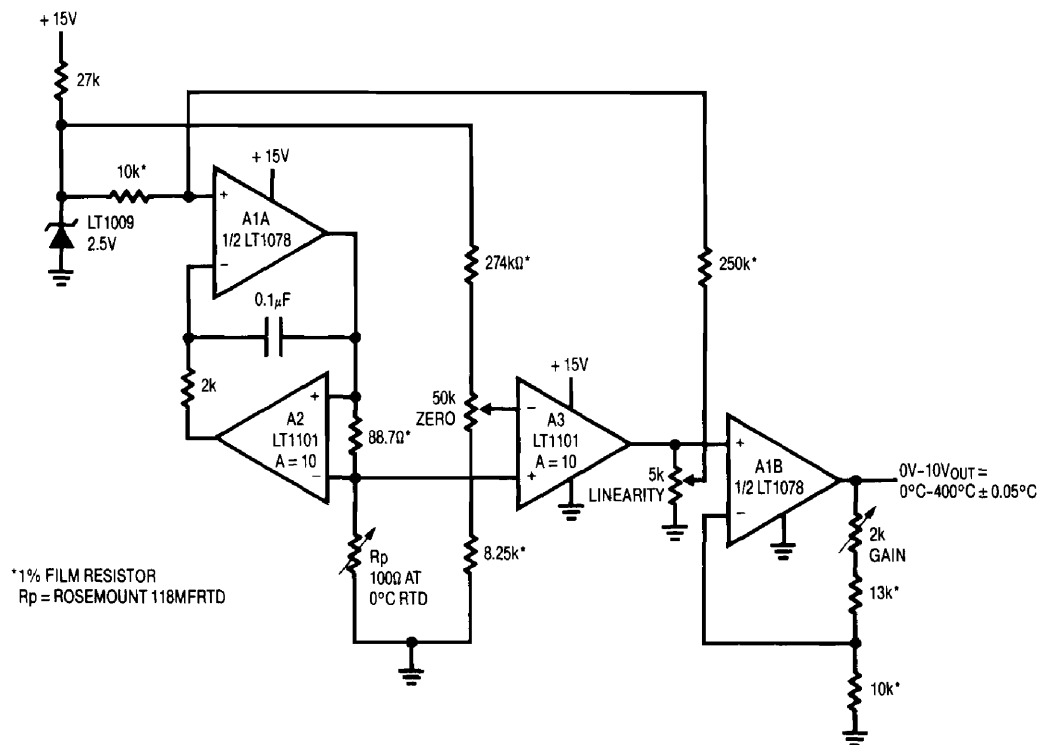 + 15V
27k
10k*
+ 15V
+
A1A
1/2 LT1078
−
LT1009
2.5V
274kΩ*
250k*
0.1µF
2k
+
A2
LT1101
A = 10
−
88.7Ω*
50k
ZERO
+ 15V
−
A3
LT1101
A = 10
+
5k
LINEARITY
+
A1B
1/2 LT1078
−
0V–10VOUT =
0°C–400°C ± 0.05°C
2k
GAIN
Rp
100Ω AT
0°C RTD
8.25k*
13k*
10k*
*1% FILM RESISTOR
Rp = ROSEMOUNT 118MFRTD